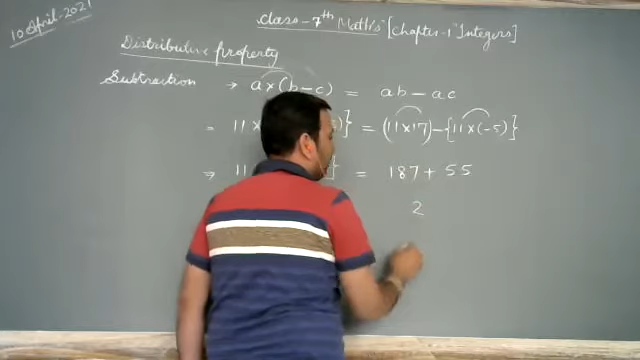 10 April-2021
class-7th Maths [Chapter-1 Integers]
Distributive property
Subtraction → a×(b-c) = ab - ac
= 11× }  = (11×17)-{11×(-5)}
⇒ 11 ] = 187+ 55
2